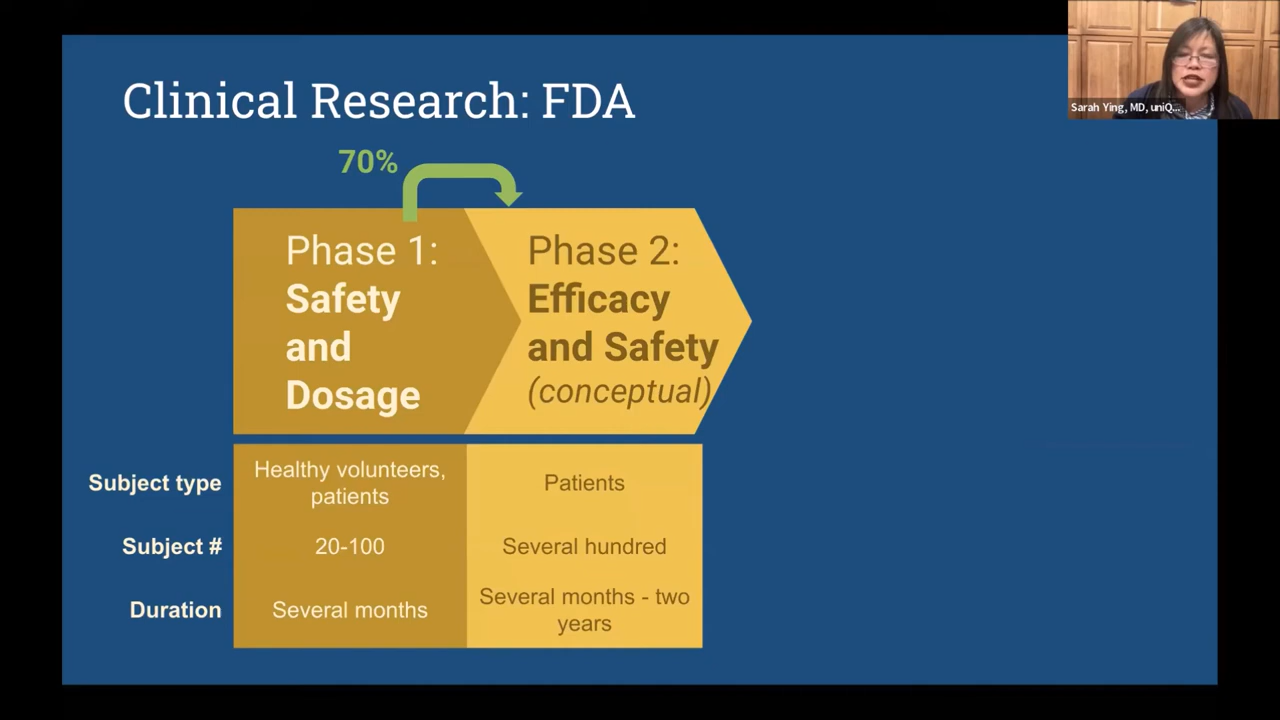 Clinical Research: FDA
Sarah Ying, MD, uniQ...
70%
Phase 1:
Safety
and
Dosage
Phase 2:
Efficacy
and Safety
(conceptual)
Subject type
Healthy volunteers,
patients
Patients
Subject #
20-100
Several hundred
Duration
Several months
Several months - two
years